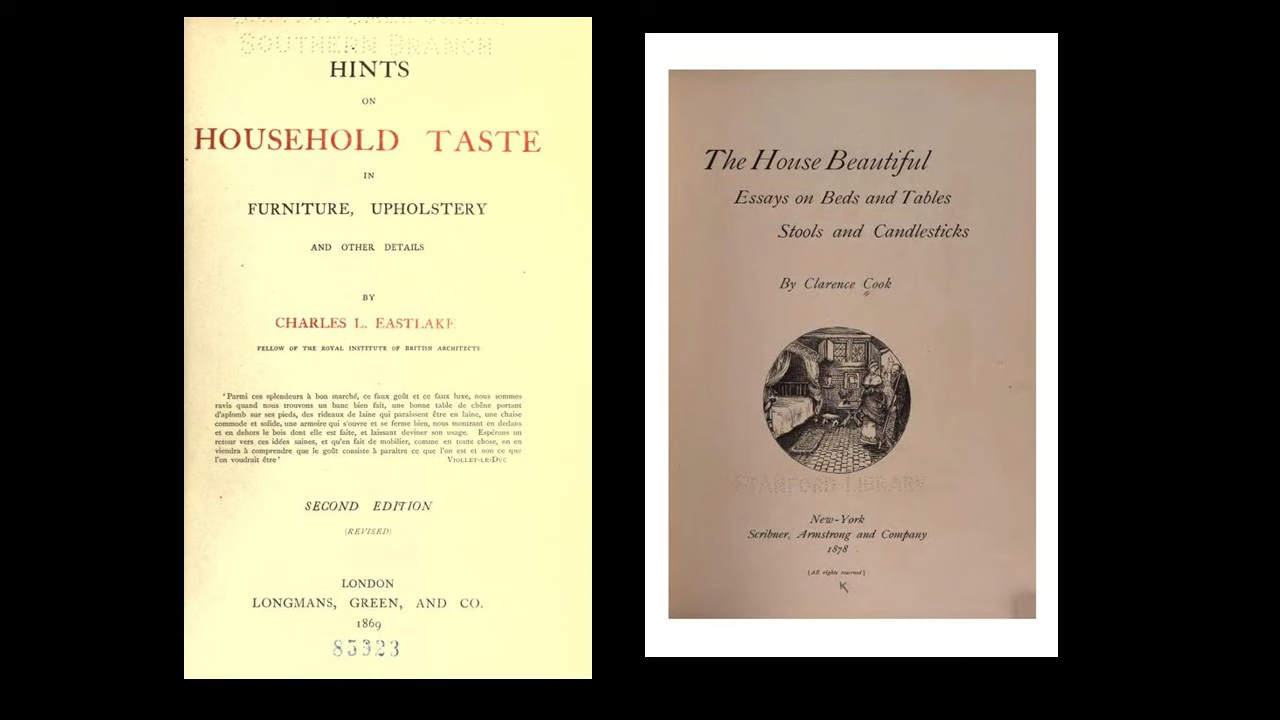 SOUTHERN BRANCH
HINTS
ON
HOUSEHOLD TASTE
IN
FURNITURE, UPHOLSTERY
AND OTHER DETAILS
BY
CHARLES L. EASTLAKE
FELLOW OF THE ROYAL INSTITUTE OF BRITISH ARCHITECTS
'Parmi ces splendeurs à bon marché, ce faux goût et ce faux luxe, nous sommes
ravis quand nous trouvons un banc bien fait, une bonne table de chêne portant
d'aplomb sur ses pieds, des rideaux de laine qui paraissent être en laine, une chaise
commode et solide, une armoire qui s'ouvre et se ferme bien, nous montrant en dedans
et en dehors le bois dont elle est faite, et laissant deviner son usage. Espérons un
retour vers ces idées saines, et qu'en fait de mobilier, comme en toute chose, on en
viendra à comprendre que le goût consiste à paraître ce que l'on est et non ce que
l'on voudrait être' VIOLLET-LE-DUC
SECOND EDITION
(REVISED)
LONDON
LONGMANS, GREEN, AND CO.
1869
85323
The House Beautiful
Essays on Beds and Tables
Stools and Candlesticks
By Clarence Cook
STANFORD LIBRARY
New-York
Scribner, Armstrong and Company
1878
[All rights reserved]
K